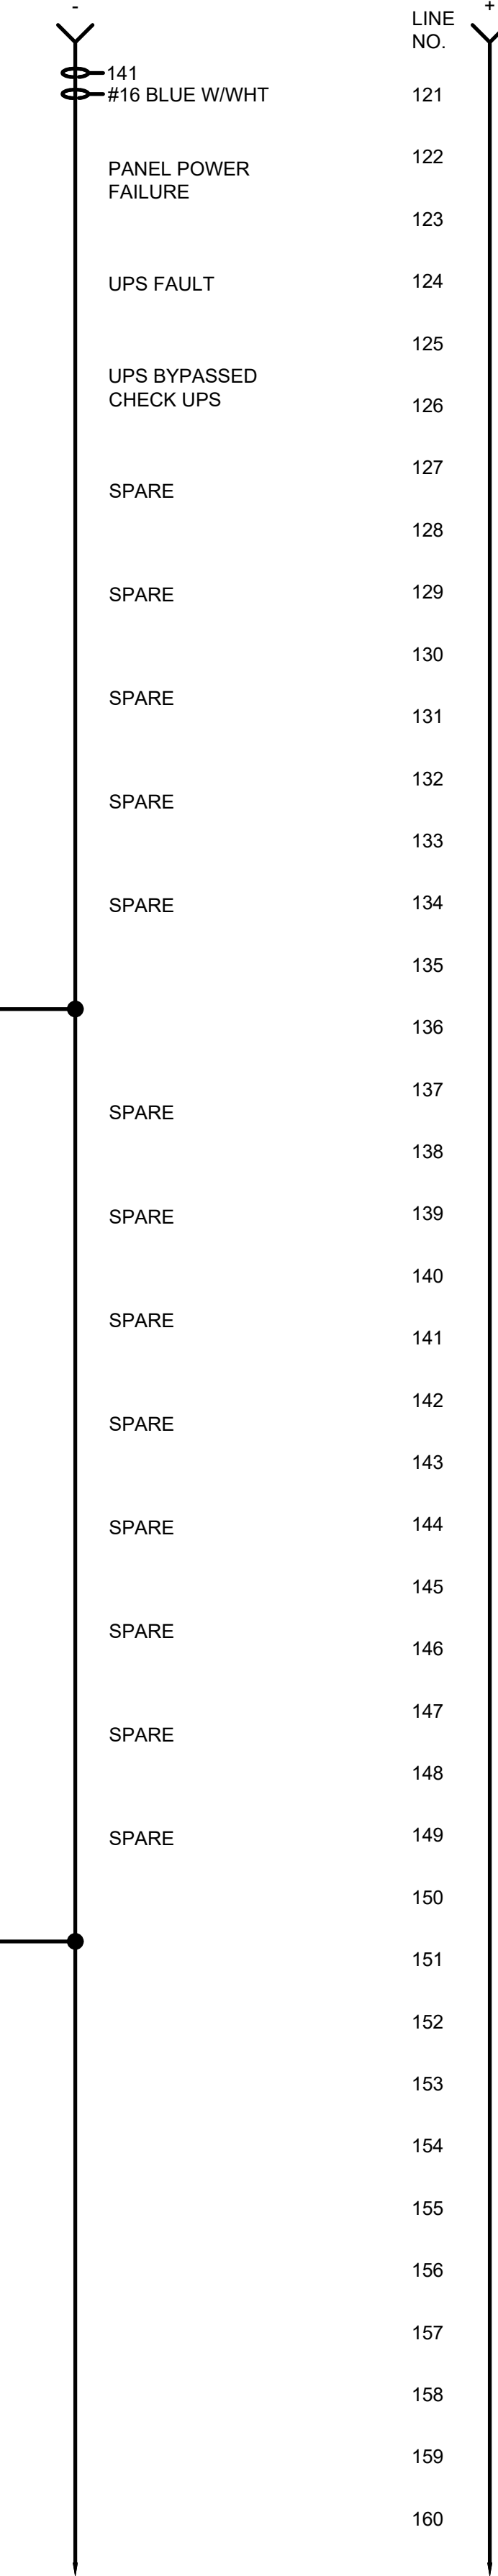 -
141
#16 BLUE W/WHT
PANEL POWER
FAILURE
UPS FAULT
UPS BYPASSED
CHECK UPS
SPARE
SPARE
SPARE
SPARE
SPARE
SPARE
SPARE
SPARE
SPARE
SPARE
SPARE
SPARE
SPARE
LINE
NO.
121
122
123
124
125
126
127
128
129
130
131
132
133
134
135
136
137
138
139
140
141
142
143
144
145
146
147
148
149
150
151
152
153
154
155
156
157
158
159
160
+